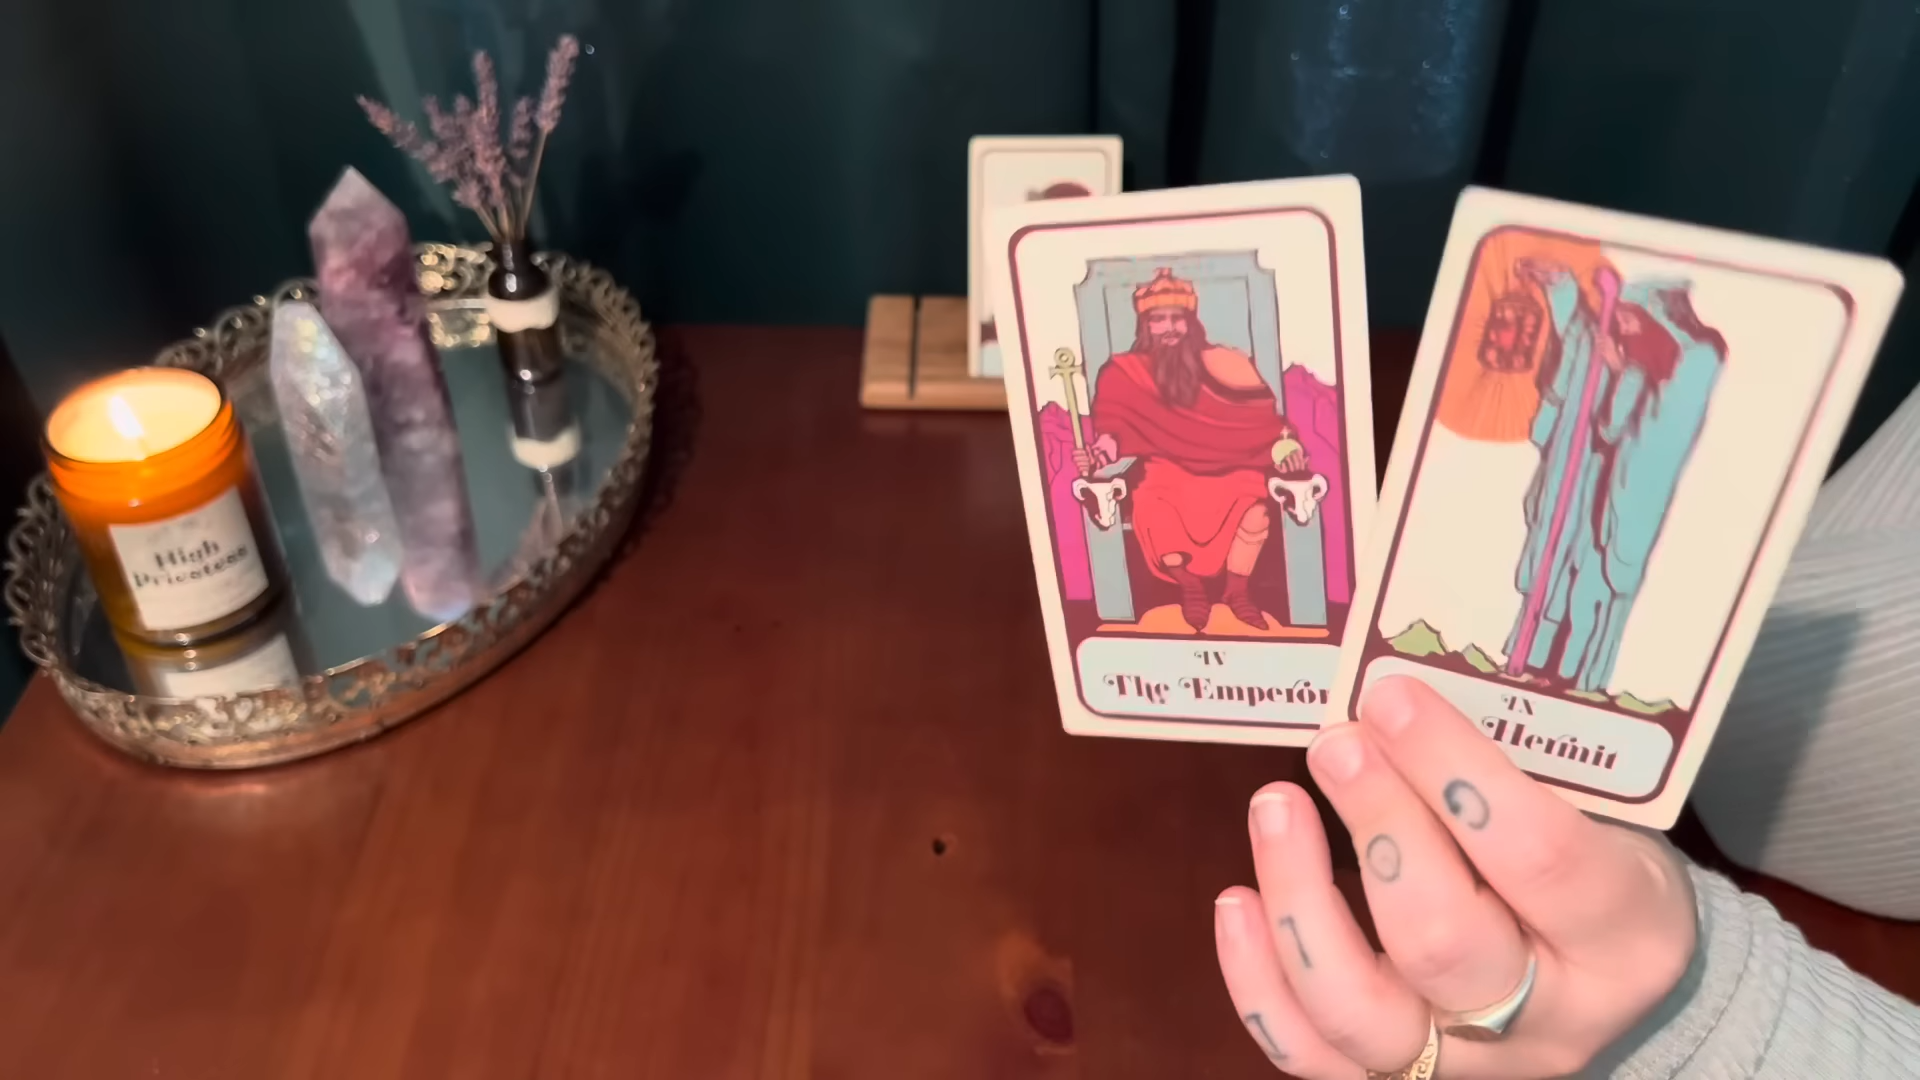 High
Priestess
IV
The Emperor
IX
Hermit